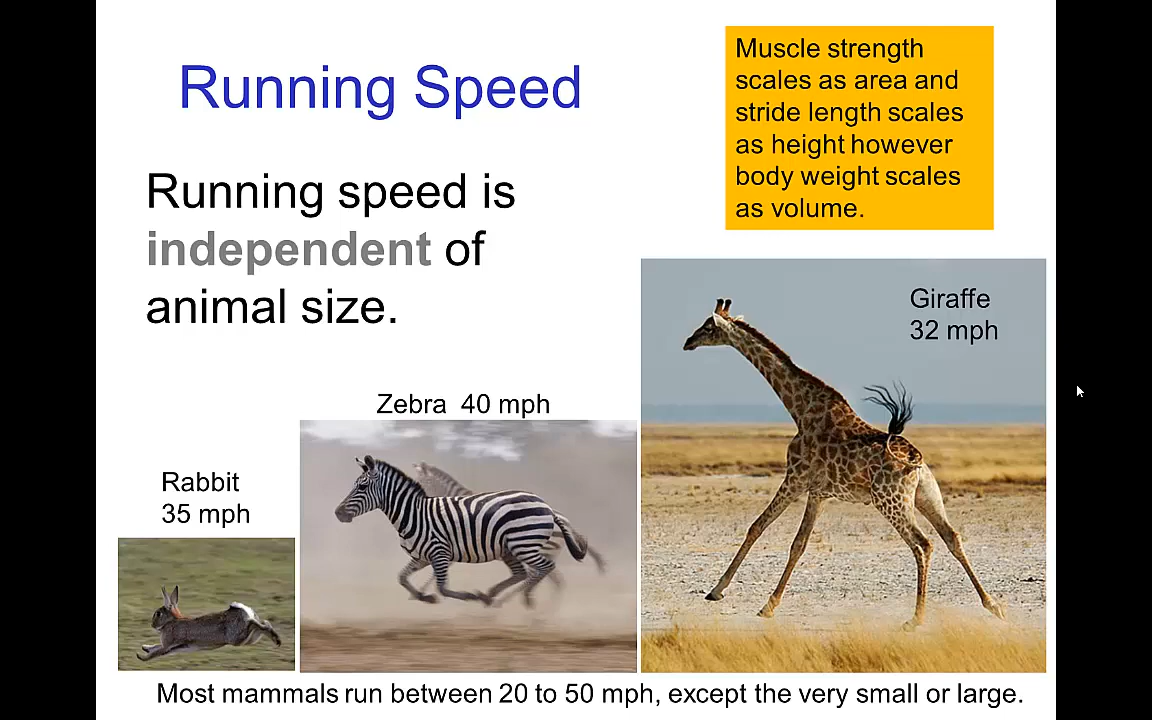 Running Speed
Muscle strength
scales as area and
stride length scales
as height however
body weight scales
as volume.
Running speed is
independent of
animal size.
Giraffe
32 mph
Zebra 40 mph
Rabbit
35 mph
Most mammals run between 20 to 50 mph, except the very small or large.